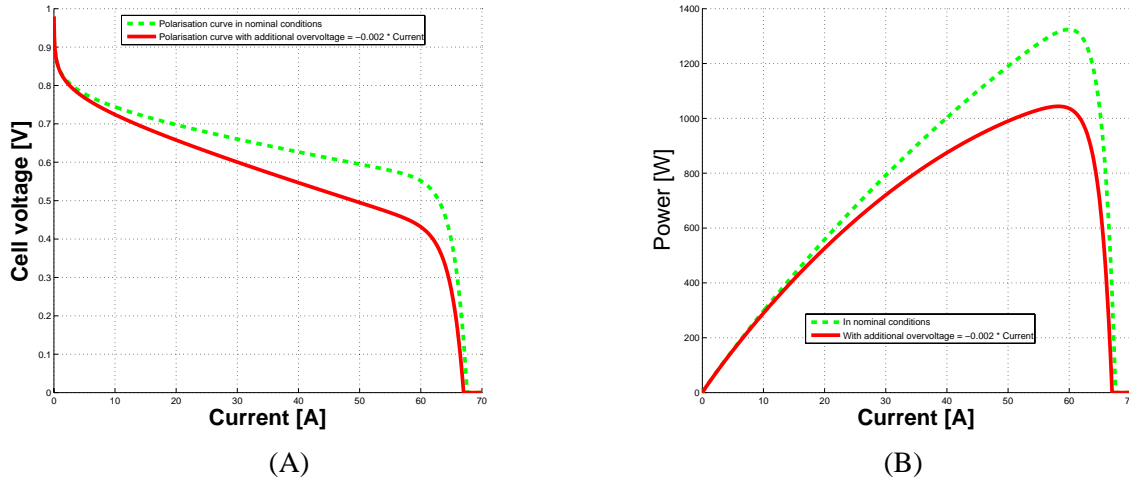 Polarisation curve in nominal conditions
Polarisation curve with additional overvoltage = −0.002 * Current
1
0.9
0.8
0.7
0.6
0.5
0.4
0.3
0.2
0.1
0
Cell voltage [V]
0 10 20 30 40 50 60 70
Current [A]
(A)
1400
1200
1000
800
600
400
200
0
Power [W]
In nominal conditions
With additional overvoltage = −0.002 * Current
0 10 20 30 40 50 60 70
Current [A]
(B)